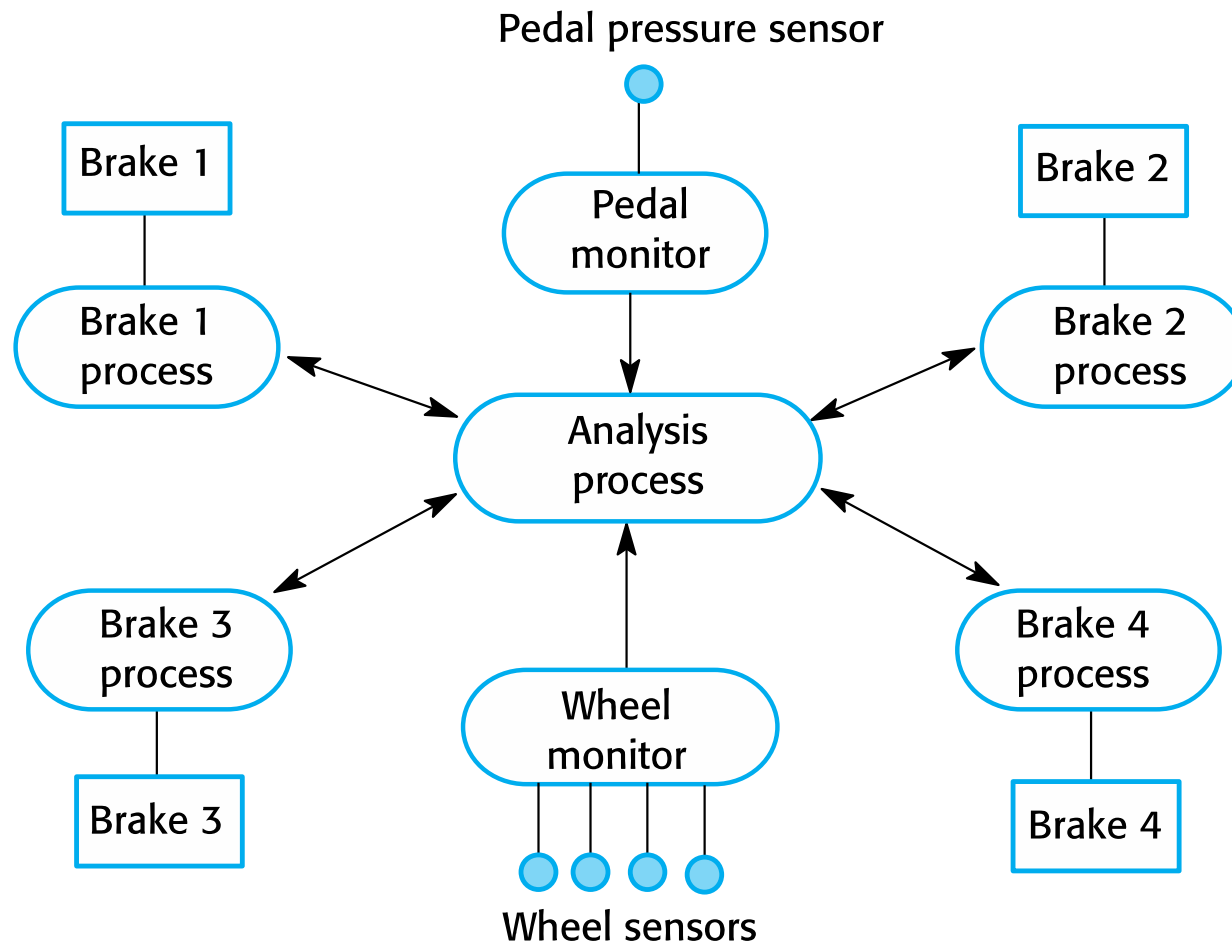 Pedal pressure sensor
Brake 1
Brake 2
Pedal
monitor
Brake 1
process
Brake 2
process
Analysis
process
Brake 3
process
Brake 4
process
Wheel
monitor
Brake 3
Brake 4
Wheel sensors